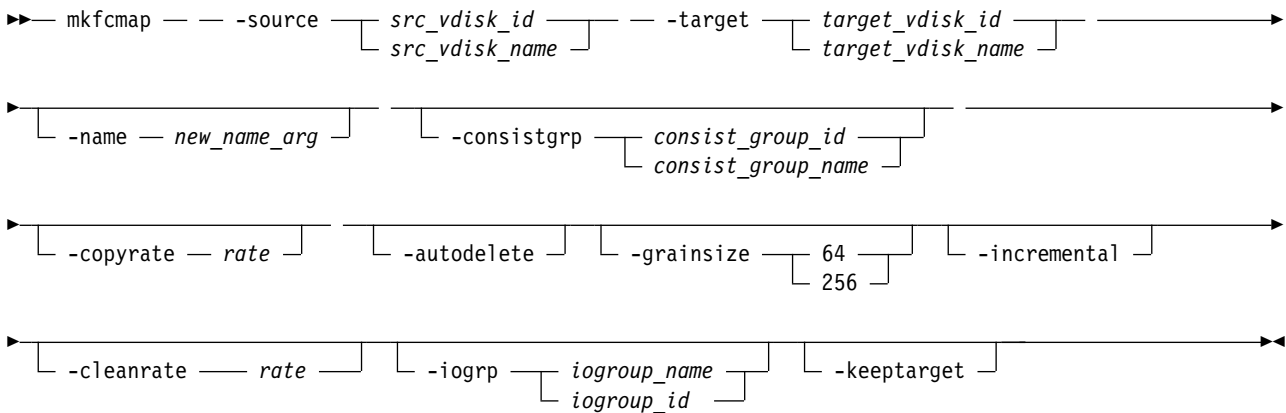 mkfcmap -source src_vdisk_id -target target_vdisk_id
src_vdisk_name target_vdisk_name
-name new_name_arg -consistgrp consist_group_id
consist_group_name
-copyrate rate -autodelete -grainsize 64 -incremental
256
-cleanrate rate -iogrp iogroup_name -keeptarget
iogroup_id